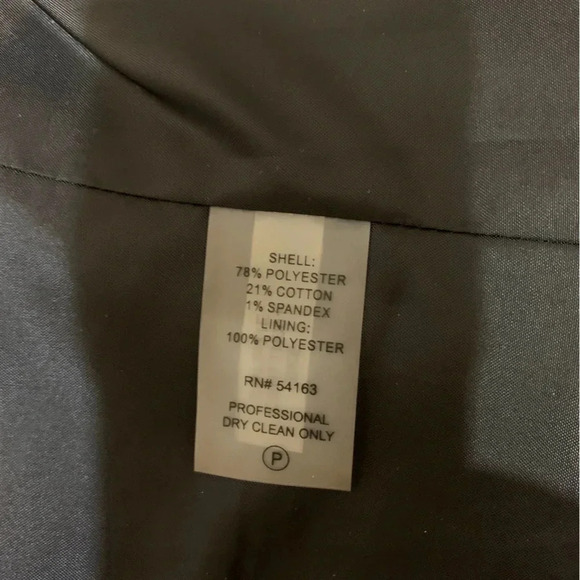 SHELL:
78% POLYESTER
21% COTTON
1% SPANDEX
LINING:
100% POLYESTER
RN# 54163
PROFESSIONAL
DRY CLEAN ONLY
P